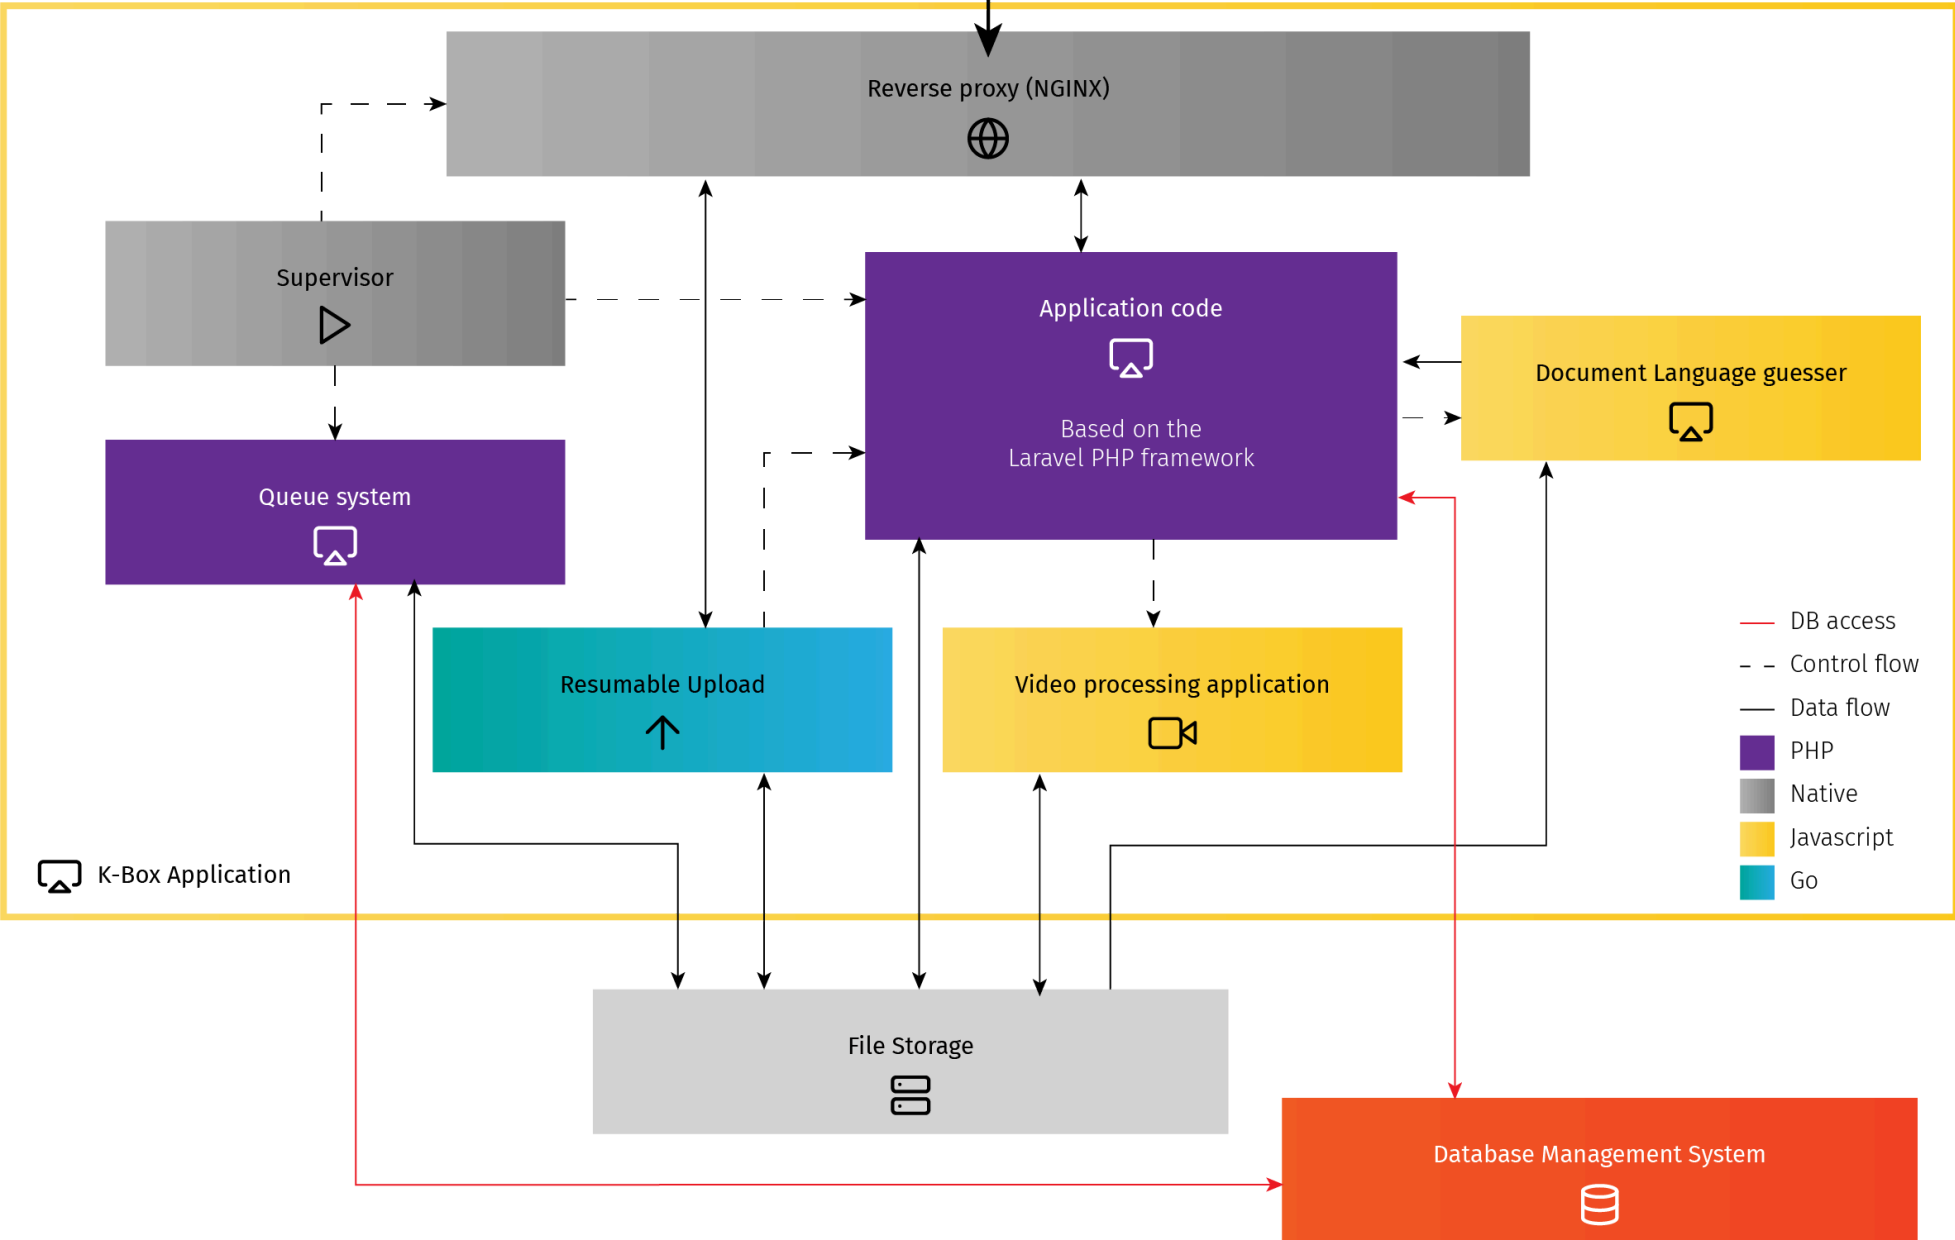 Reverse proxy (NGINX)
Supervisor
Application code
Based on the
Laravel PHP framework
Document Language guesser
Queue system
Resumable Upload
Video processing application
DB access
Control flow
Data flow
PHP
Native
Javascript
Go
K-Box Application
File Storage
Database Management System